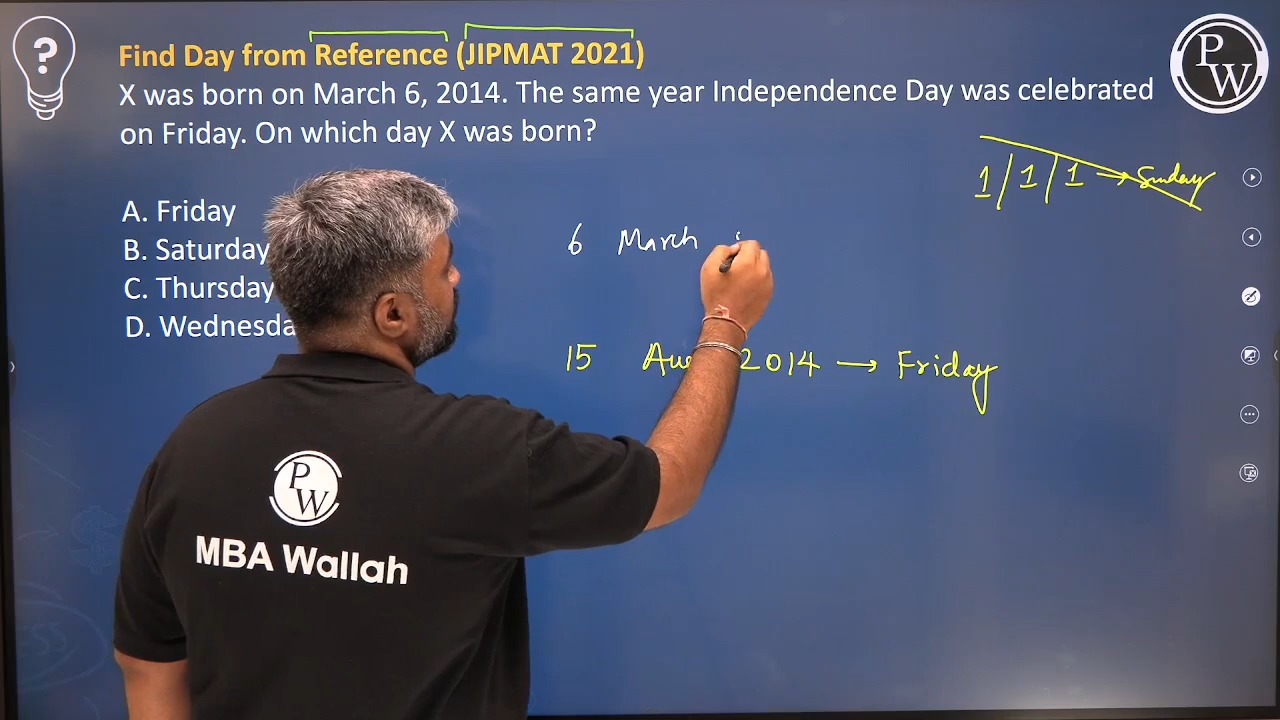 Find Day from Reference (JIPMAT 2021)
X was born on March 6, 2014. The same year Independence Day was celebrated
on Friday. On which day X was born?
1/1/1 → Sunday
A. Friday
B. Saturday
C. Thursday
D.
6 March
15 2014 → Friday
PW
PW
MBA Wallah